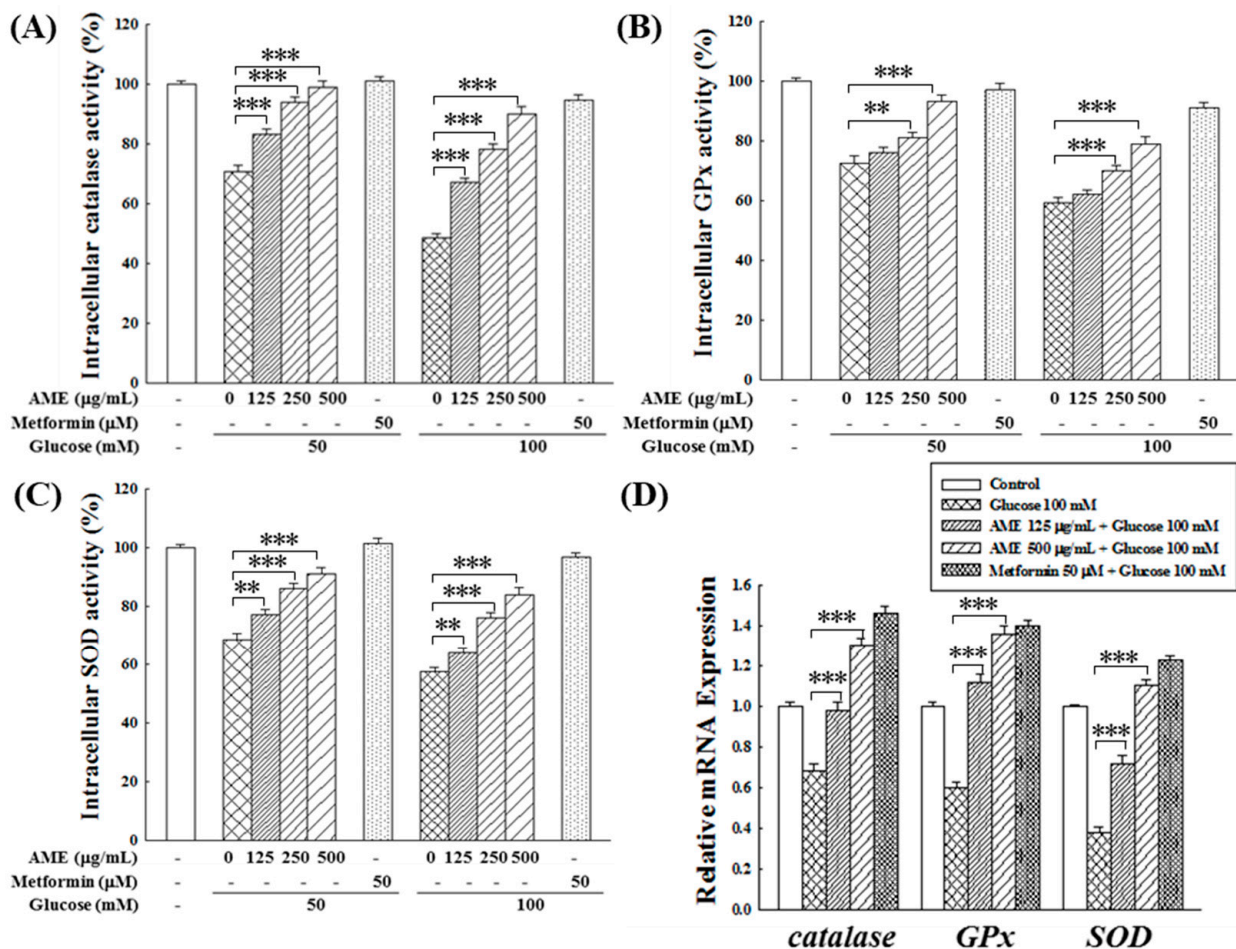 (A)
Intracellular catalase activity (%)
120
100
80
60
40
20
0
*** *** ***
*** *** ***
AME (µg/mL) - 0 125 250 500 - 0 125 250 500 -
Metformin (µM) - - - - - 50 - - - - 50
Glucose (mM) - 50 100
(B)
Intracellular GPx activity (%)
120
100
80
60
40
20
0
*** **
*** ***
AME (µg/mL) - 0 125 250 500 - 0 125 250 500 -
Metformin (µM) - - - - - 50 - - - - 50
Glucose (mM) - 50 100
(C)
Intracellular SOD activity (%)
120
100
80
60
40
20
0
*** *** **
*** *** **
AME (µg/mL) - 0 125 250 500 - 0 125 250 500 -
Metformin (µM) - - - - - 50 - - - - 50
Glucose (mM) - 50 100
(D)
Control
Glucose 100 mM
AME 125 µg/mL + Glucose 100 mM
AME 500 µg/mL + Glucose 100 mM
Metformin 50 µM + Glucose 100 mM
Relative mRNA Expression
1.6
1.4
1.2
1.0
0.8
0.6
0.4
0.2
0.0
*** ***
*** ***
*** ***
catalase GPx SOD